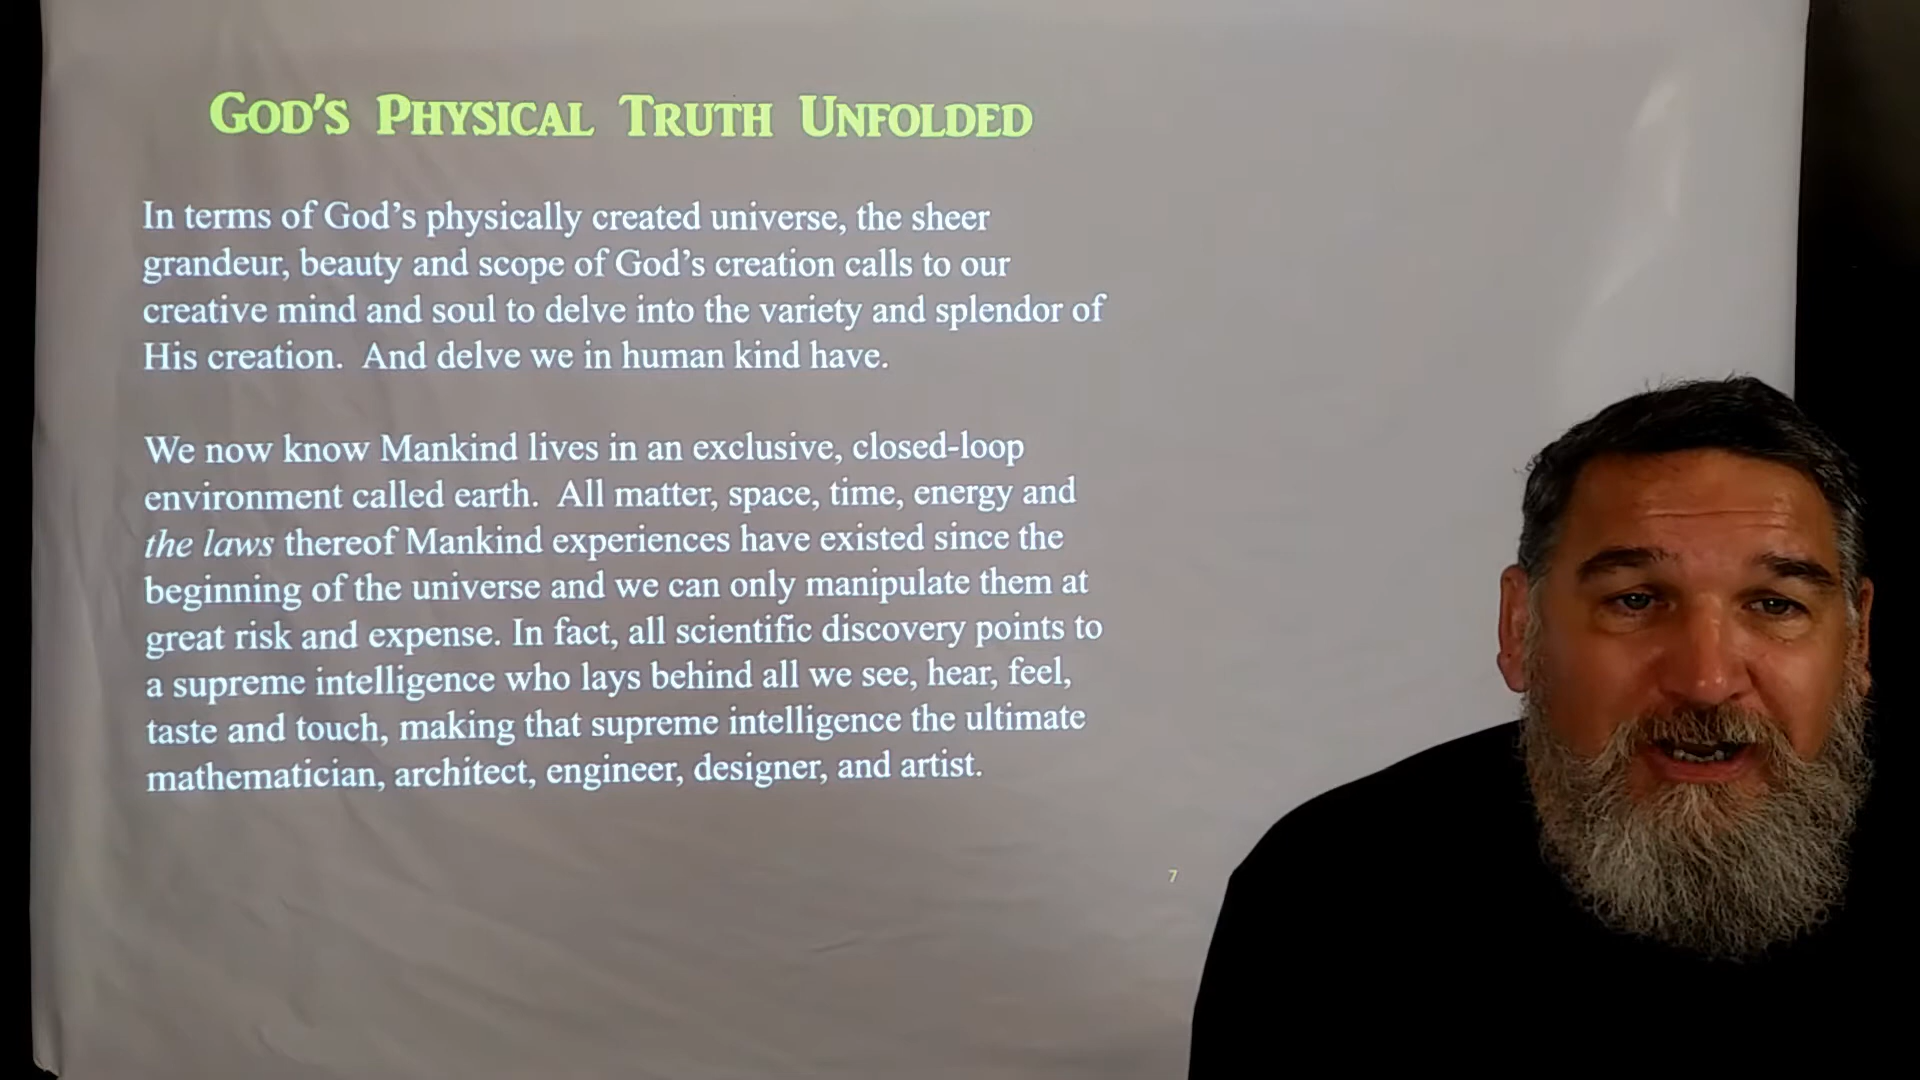 GOD'S PHYSICAL TRUTH UNFOLDED
In terms of God's physically created universe, the sheer
grandeur, beauty and scope of God's creation calls to our
creative mind and soul to delve into the variety and splendor of
His creation.  And delve we in human kind have.
We now know Mankind lives in an exclusive, closed-loop
environment called earth.  All matter, space, time, energy and
the laws thereof Mankind experiences have existed since the
beginning of the universe and we can only manipulate them at
great risk and expense. In fact, all scientific discovery points to
a supreme intelligence who lays behind all we see, hear, feel,
taste and touch, making that supreme intelligence the ultimate
mathematician, architect, engineer, designer, and artist.
7